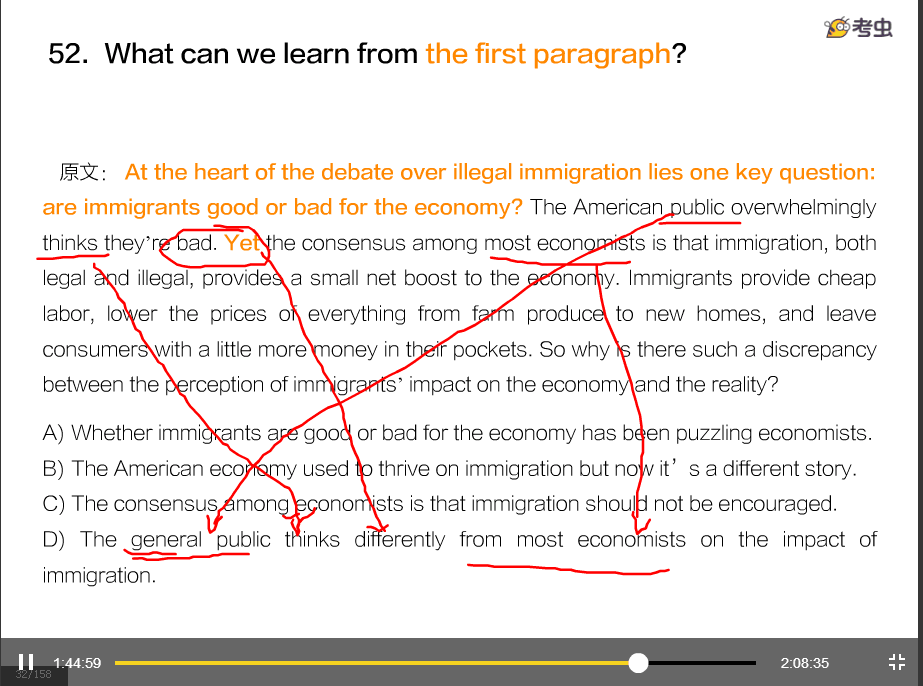 考虫
52. What can we learn from the first paragraph?
原文： At the heart of the debate over illegal immigration lies one key question:
are immigrants good or bad for the economy? The American public overwhelmingly
thinks they're bad. Yet the consensus among most economists is that immigration, both
legal and illegal, provides a small net boost to the economy. Immigrants provide cheap
labor, lower the prices of everything from farm produce to new homes, and leave
consumers with a little more money in their pockets. So why is there such a discrepancy
between the perception of immigrants' impact on the economy and the reality?
A) Whether immigrants are good or bad for the economy has been puzzling economists.
B) The American economy used to thrive on immigration but now it’s a different story.
C) The consensus among economists is that immigration should not be encouraged.
D) The general public thinks differently from most economists on the impact of
immigration.
1:44:59 2:08:35
32/158